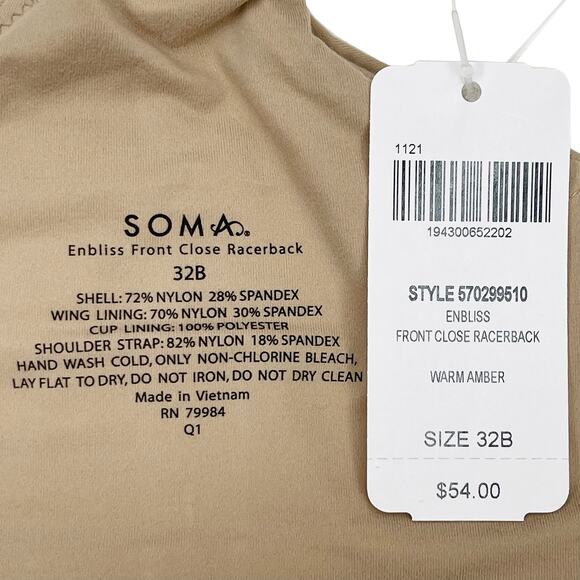 SOMA®
Enbliss Front Close Racerback
32B
SHELL: 72% NYLON 28% SPANDEX
WING LINING: 70% NYLON 30% SPANDEX
CUP LINING: 100% POLYESTER
SHOULDER STRAP: 82% NYLON 18% SPANDEX
HAND WASH COLD, ONLY NON-CHLORINE BLEACH,
LAY FLAT TO DRY, DO NOT IRON, DO NOT DRY CLEAN
Made in Vietnam
RN 79984
Q1
1121
194300652202
STYLE 570299510
ENBLISS
FRONT CLOSE RACERBACK
WARM AMBER
SIZE 32B
$54.00